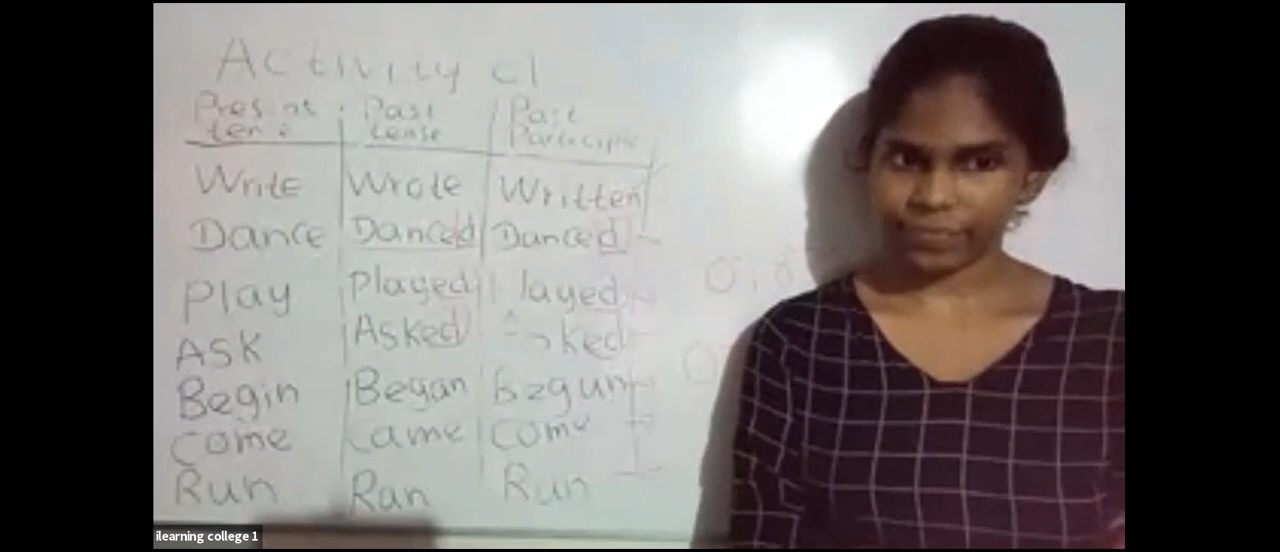 Activity 01
Present Past Past
tense tense Participle
Write Wrote Written
Dance Danced Danced
Play Played layed
Ask Asked ked
Begin Began Begun
Come Came Come
Run Ran Run
ilearning college 1